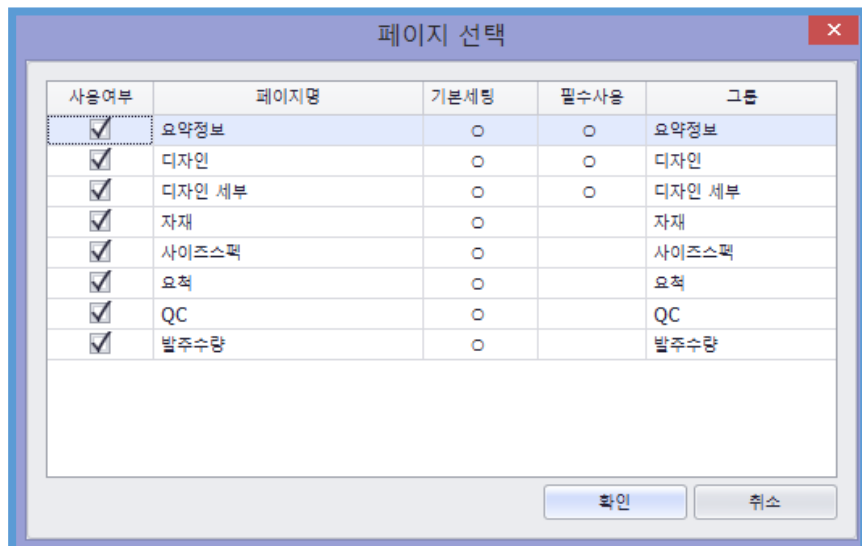 페이지 선택
사용여부 페이지명 기본세팅 필수사용 그룹
요약정보 ○ ○ 요약정보
디자인 ○ ○ 디자인
디자인 세부 ○ ○ 디자인 세부
자재 ○ 자재
사이즈스펙 ○ 사이즈스펙
요척 ○ 요척
QC ○ QC
발주수량 ○ 발주수량
확인 취소